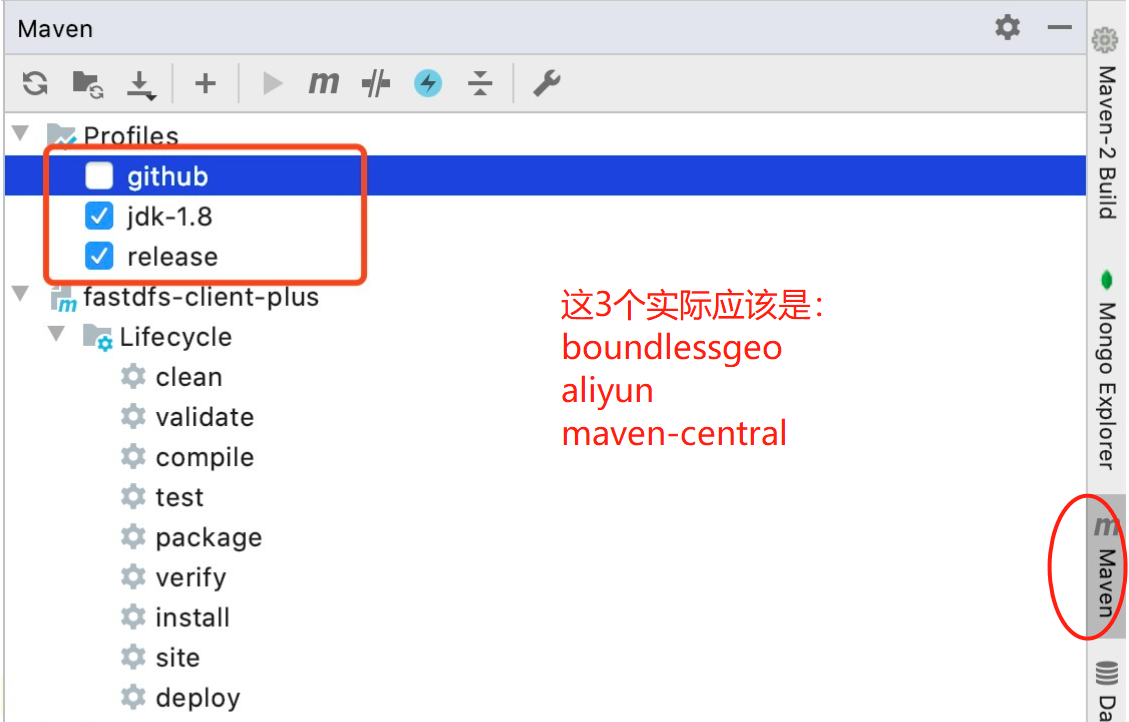 Maven
Profiles
github
jdk-1.8
release
fastdfs-client-plus
Lifecycle
clean
validate
compile
test
package
verify
install
site
deploy
这3个实际应该是：
boundlessgeo
aliyun
maven-central
Maven-2 Build
Mongo Explorer
m Maven